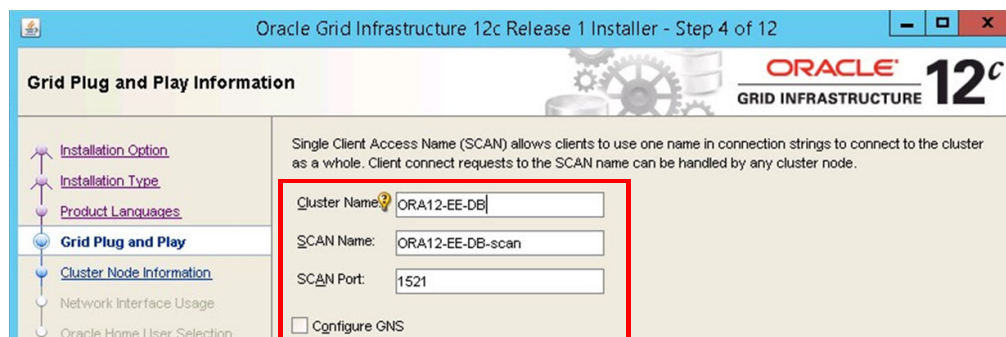 Oracle Grid Infrastructure 12c Release 1 Installer - Step 4 of 12
Grid Plug and Play Information
ORACLE
GRID INFRASTRUCTURE 12c
Installation Option
Installation Type
Product Languages
Grid Plug and Play
Cluster Node Information
Network Interface Usage
Oracle Home User Selection
Single Client Access Name (SCAN) allows clients to use one name in connection strings to connect to the cluster
as a whole. Client connect requests to the SCAN name can be handled by any cluster node.
Cluster Name: ORA12-EE-DB
SCAN Name: ORA12-EE-DB-scan
SCAN Port: 1521
Configure GNS